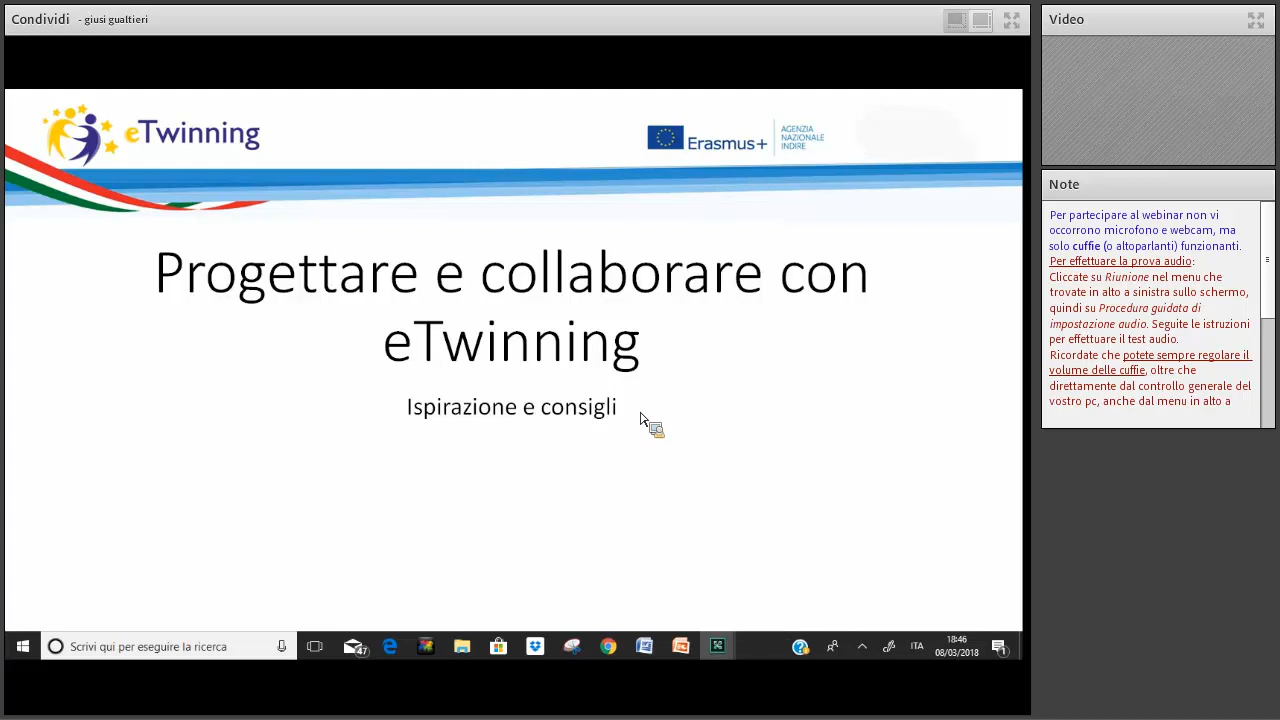 Condividi - giusi gualtieri
eTwinning
Erasmus+
AGENZIA
NAZIONALE
INDIRE
Progettare e collaborare con
eTwinning
Ispirazione e consigli
Scrivi qui per eseguire la ricerca
47
ITA
18:46
08/03/2018
1
Video
Note
Per partecipare al webinar non vi
occorrono microfono e webcam, ma
solo cuffie (o altoparlanti) funzionanti.
Per effettuare la prova audio:
Cliccate su Riunione nel menu che
trovate in alto a sinistra sullo schermo,
quindi su Procedura guidata di
impostazione audio. Seguite le istruzioni
per effettuare il test audio.
Ricordate che potete sempre regolare il
volume delle cuffie, oltre che
direttamente dal controllo generale del
vostro pc, anche dal menu in alto a